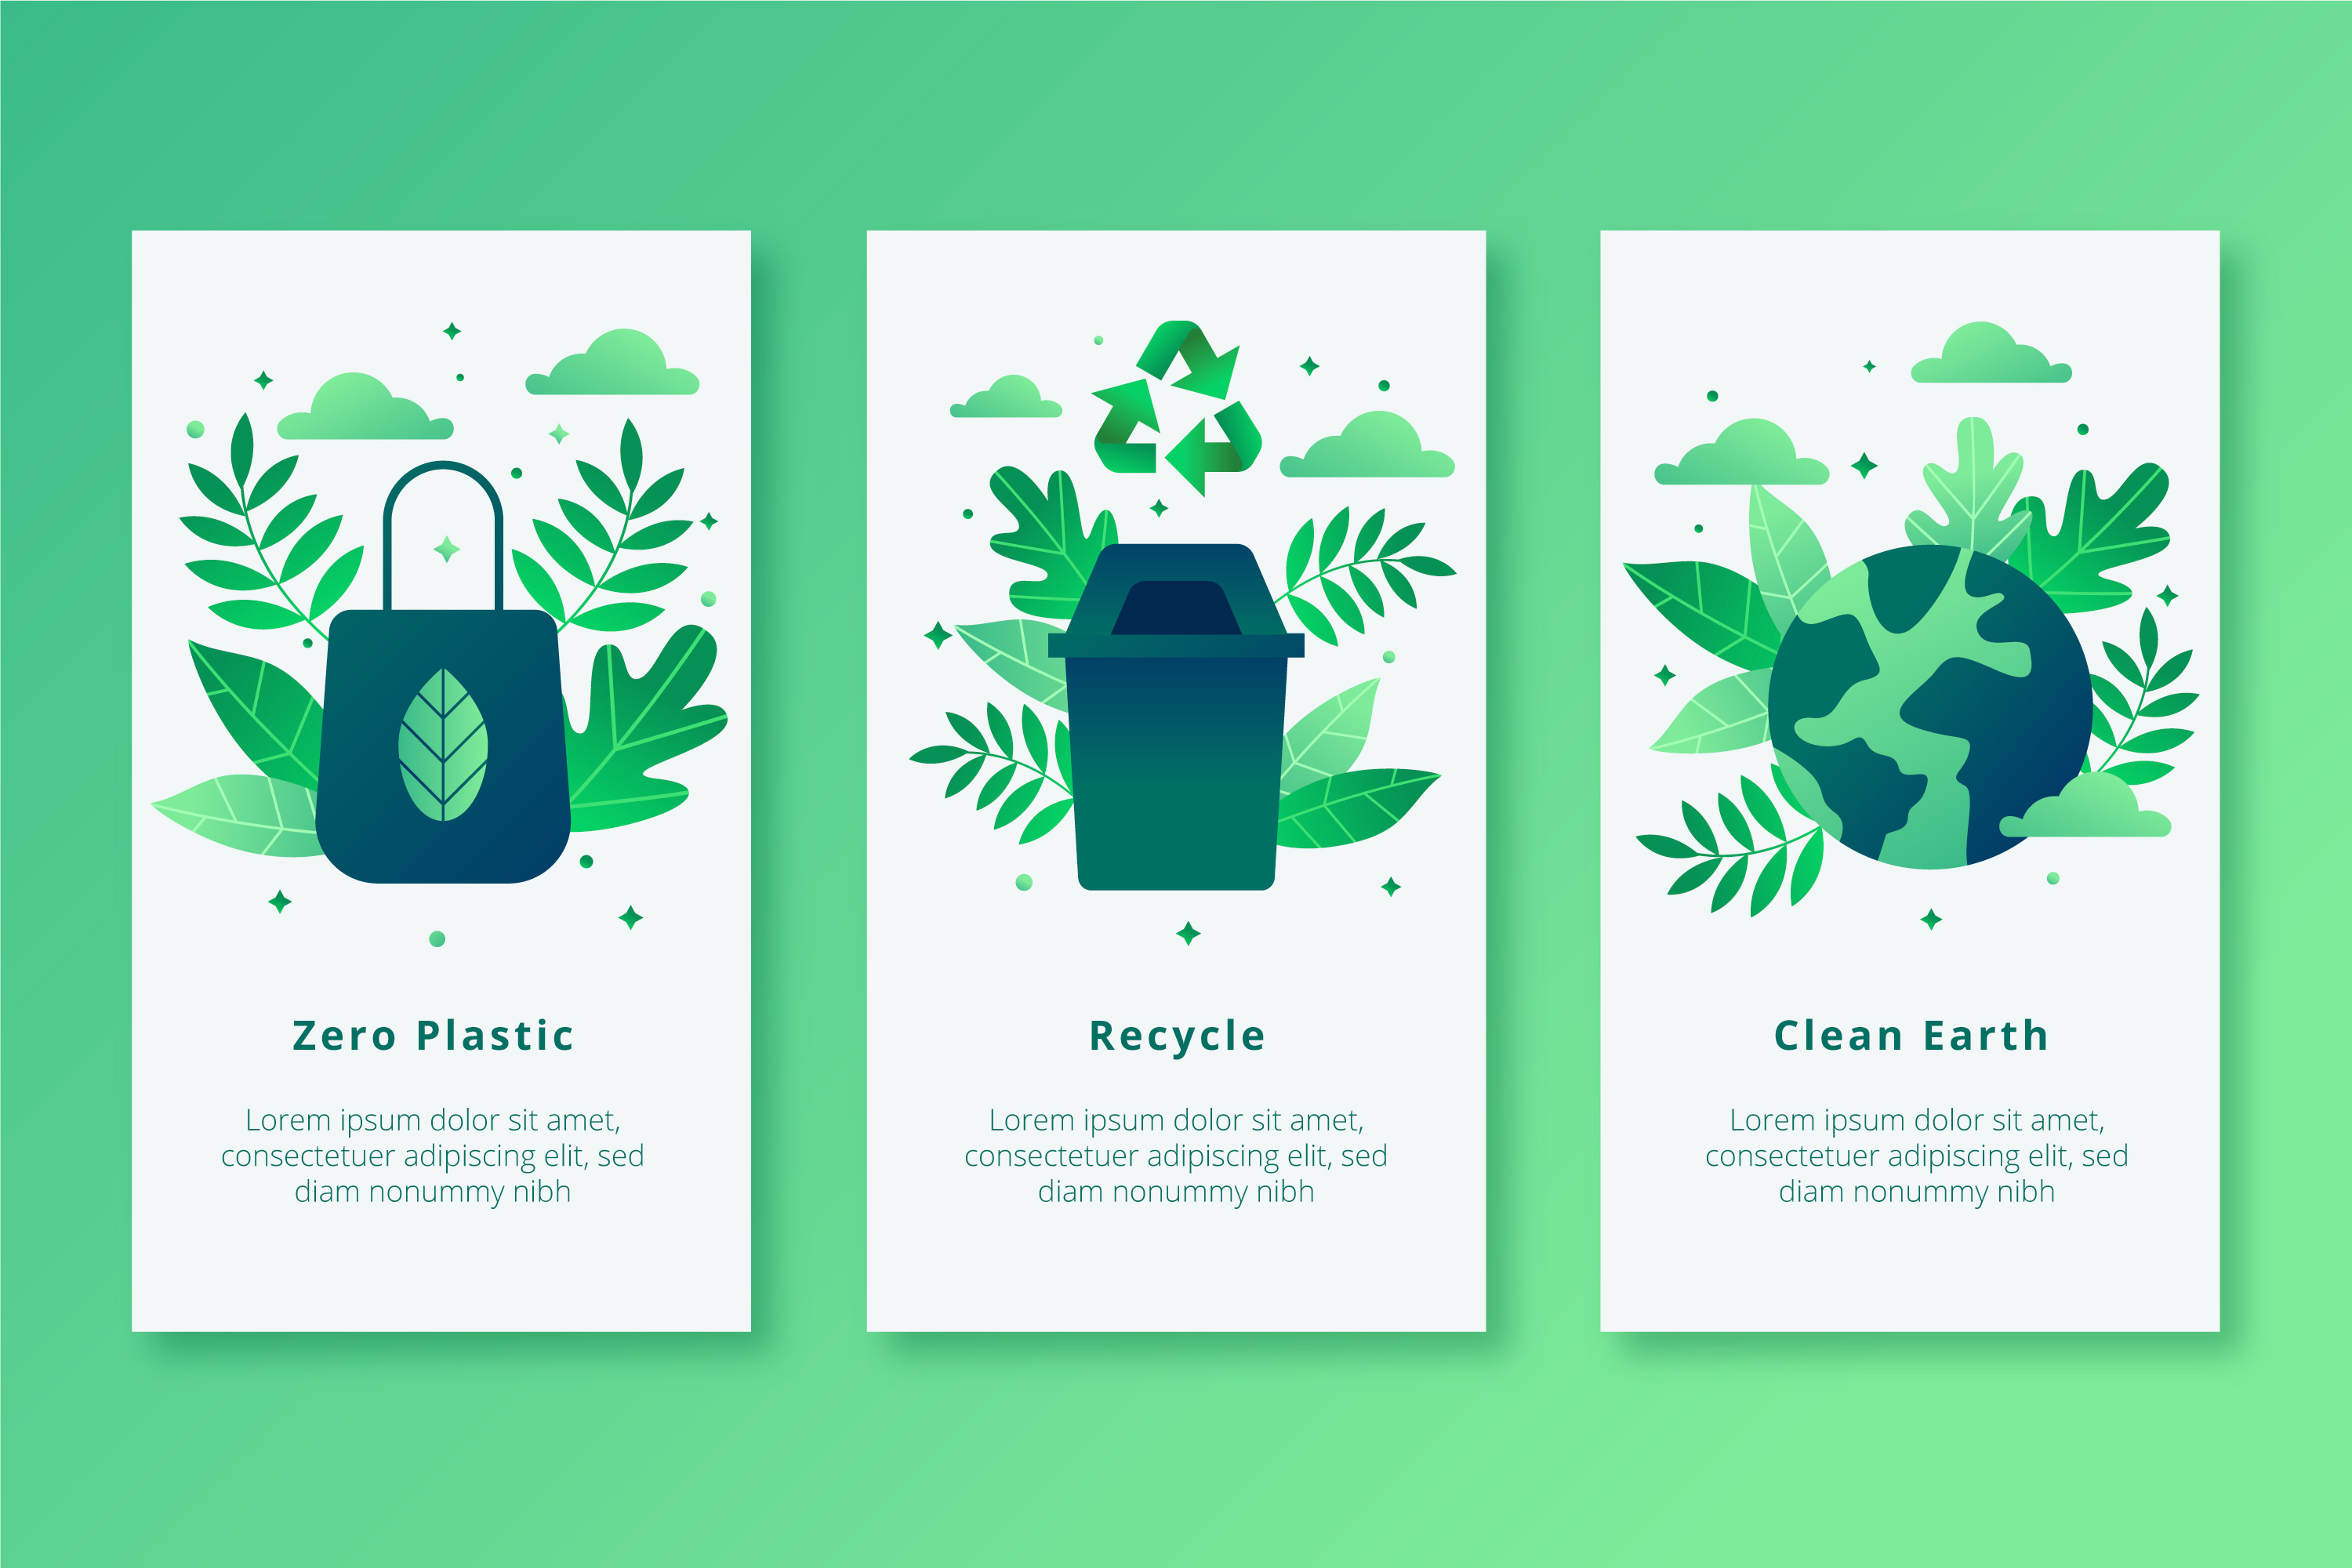 Zero Plastic
Lorem ipsum dolor sit amet,
consectetuer adipiscing elit, sed
diam nonummy nibh
Recycle
Lorem ipsum dolor sit amet,
consectetuer adipiscing elit, sed
diam nonummy nibh
Clean Earth
Lorem ipsum dolor sit amet,
consectetuer adipiscing elit, sed
diam nonummy nibh